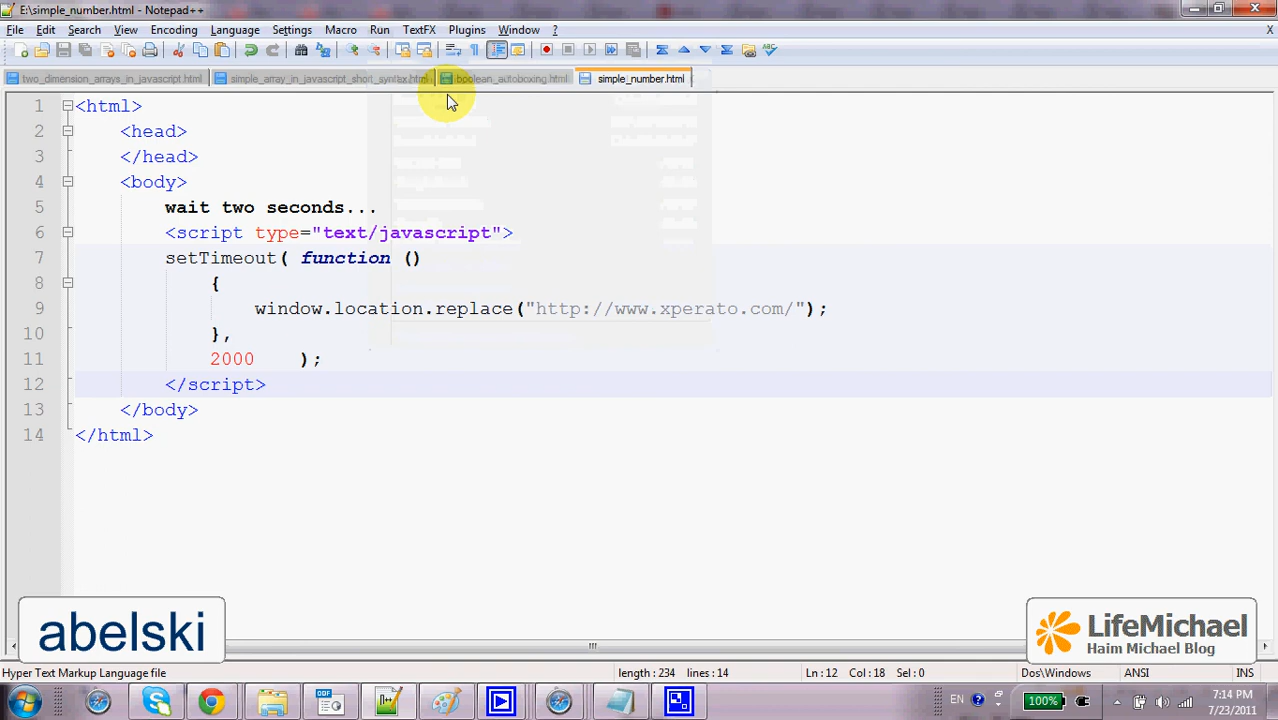 E:\simple_number.html - Notepad++
File Edit Search View Encoding Language Settings Macro Run TextFX Plugins Window ? X
two_dimension_arrays_in_javascript.html simple_array_in_javascript_short_syntax.html boolean_autoboxing.html simple_number.html
1 <html>
2 <head>
3 </head>
4 <body>
5 wait two seconds...
6 <script type="text/javascript">
7 setTimeout( function ()
8 {
9 window.location.replace("http://www.xperato.com/");
10 },
11 2000 );
12 </script>
13 </body>
14 </html>
abelski
LifeMichael
Haim Michael Blog
Hyper Text Markup Language file length : 234 lines : 14 Ln : 12 Col : 18 Sel : 0 Dos\Windows ANSI INS
EN 100% 7:14 PM
7/23/2011